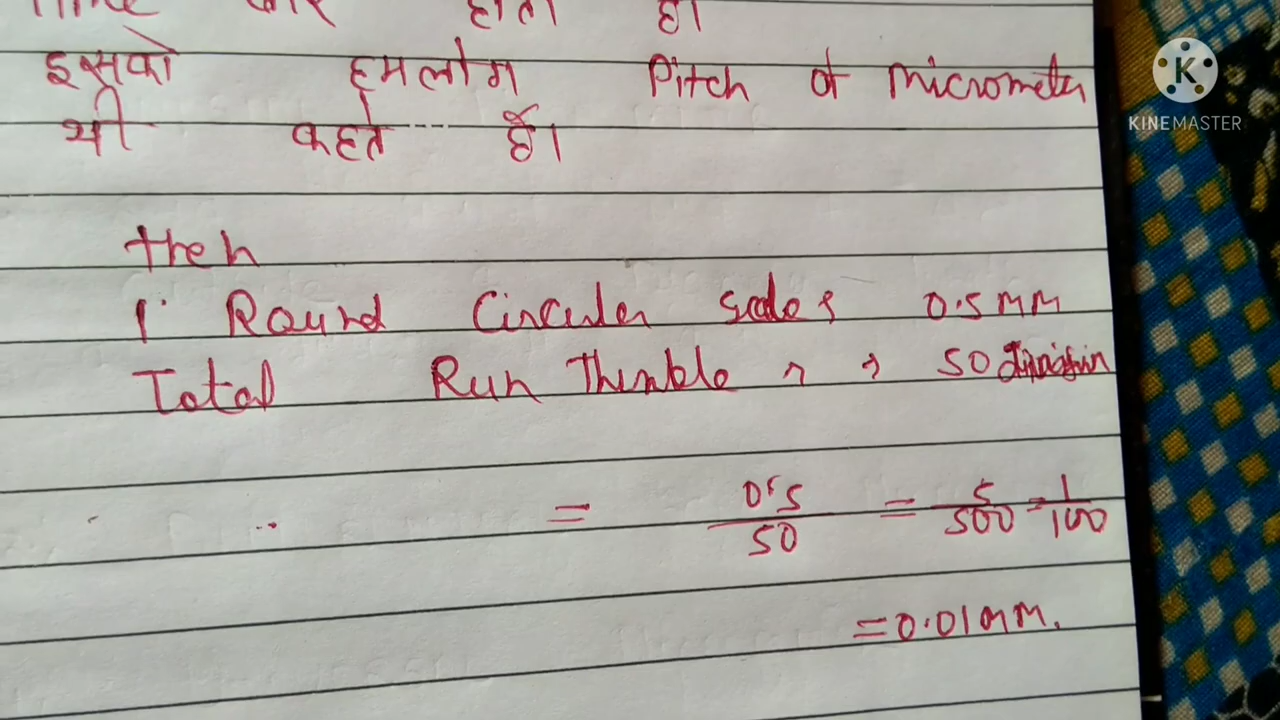 होता है।
इसको हमलोग Pitch of micrometer
भी कहते हैं।
KINEMASTER
then
1 Round Circular scale 0.5 MM
Total Run Thimble 50 division
= 0.5/50 = 5/500 = 1/100
= 0.01 mm.